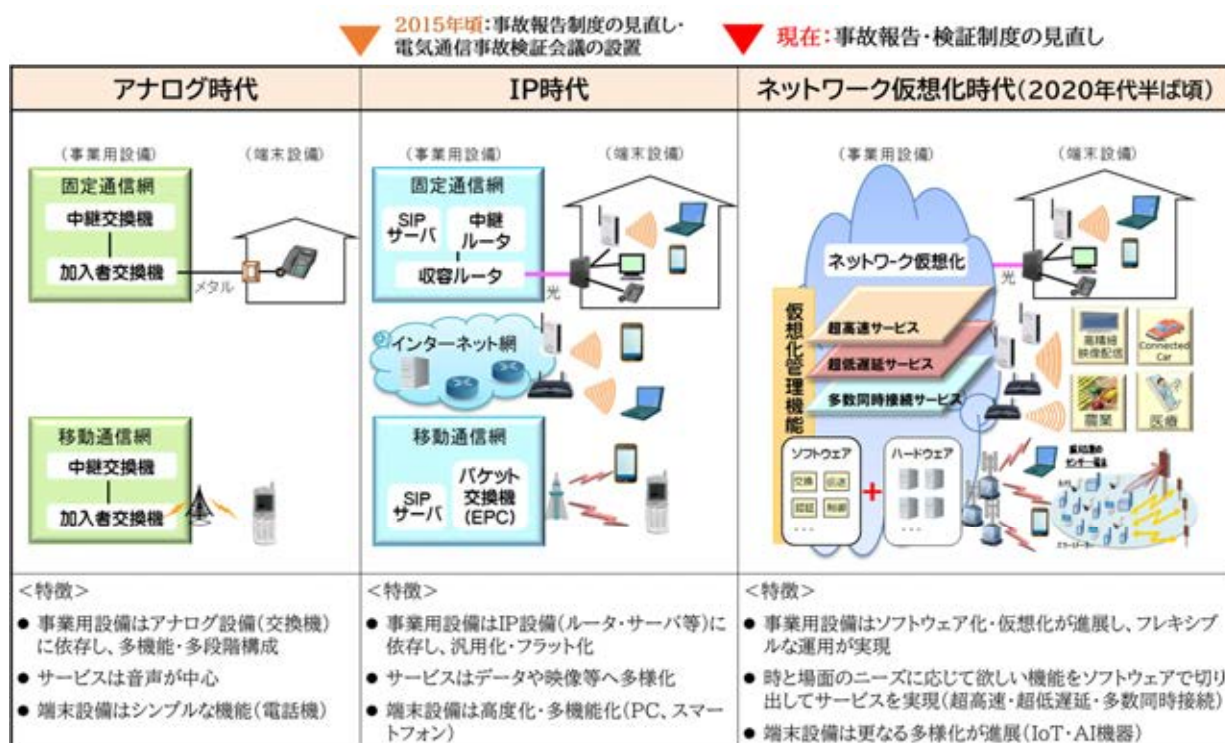 2015年頃：事故報告制度の見直し・
電気通信事故検証会議の設置
現在：事故報告・検証制度の見直し
アナログ時代
IP時代
ネットワーク仮想化時代（2020年代半ば頃）
（事業用設備）
（端末設備）
固定通信網
中継交換機
加入者交換機
メタル
移動通信網
中継交換機
加入者交換機
（事業用設備）
（端末設備）
固定通信網
SIP
サーバ
中継
ルータ
収容ルータ
光
インターネット網
移動通信網
SIP
サーバ
パケット
交換機
(EPC)
（事業用設備）
（端末設備）
ネットワーク仮想化
光
仮想化管理機能
超高速サービス
超低遅延サービス
多数同時接続サービス
高精細
映像配信
Connected
Car
農業
医療
ソフトウェア
交換
伝送
認証
制御
・・・
+
ハードウェア
・・・
＜特徴＞
● 事業用設備はアナログ設備（交換機）
に依存し、多機能・多段階構成
● サービスは音声が中心
● 端末設備はシンプルな機能（電話機）
＜特徴＞
● 事業用設備はIP設備（ルータ・サーバ等）に
依存し、汎用化・フラット化
● サービスはデータや映像等へ多様化
● 端末設備は高度化・多機能化（PC、スマー
トフォン）
＜特徴＞
● 事業用設備はソフトウェア化・仮想化が進展し、フレキシブ
ルな運用が実現
● 時と場面のニーズに応じて欲しい機能をソフトウェアで切り
出してサービスを実現（超高速・超低遅延・多数同時接続）
● 端末設備は更なる多様化が進展（IoT・AI機器）